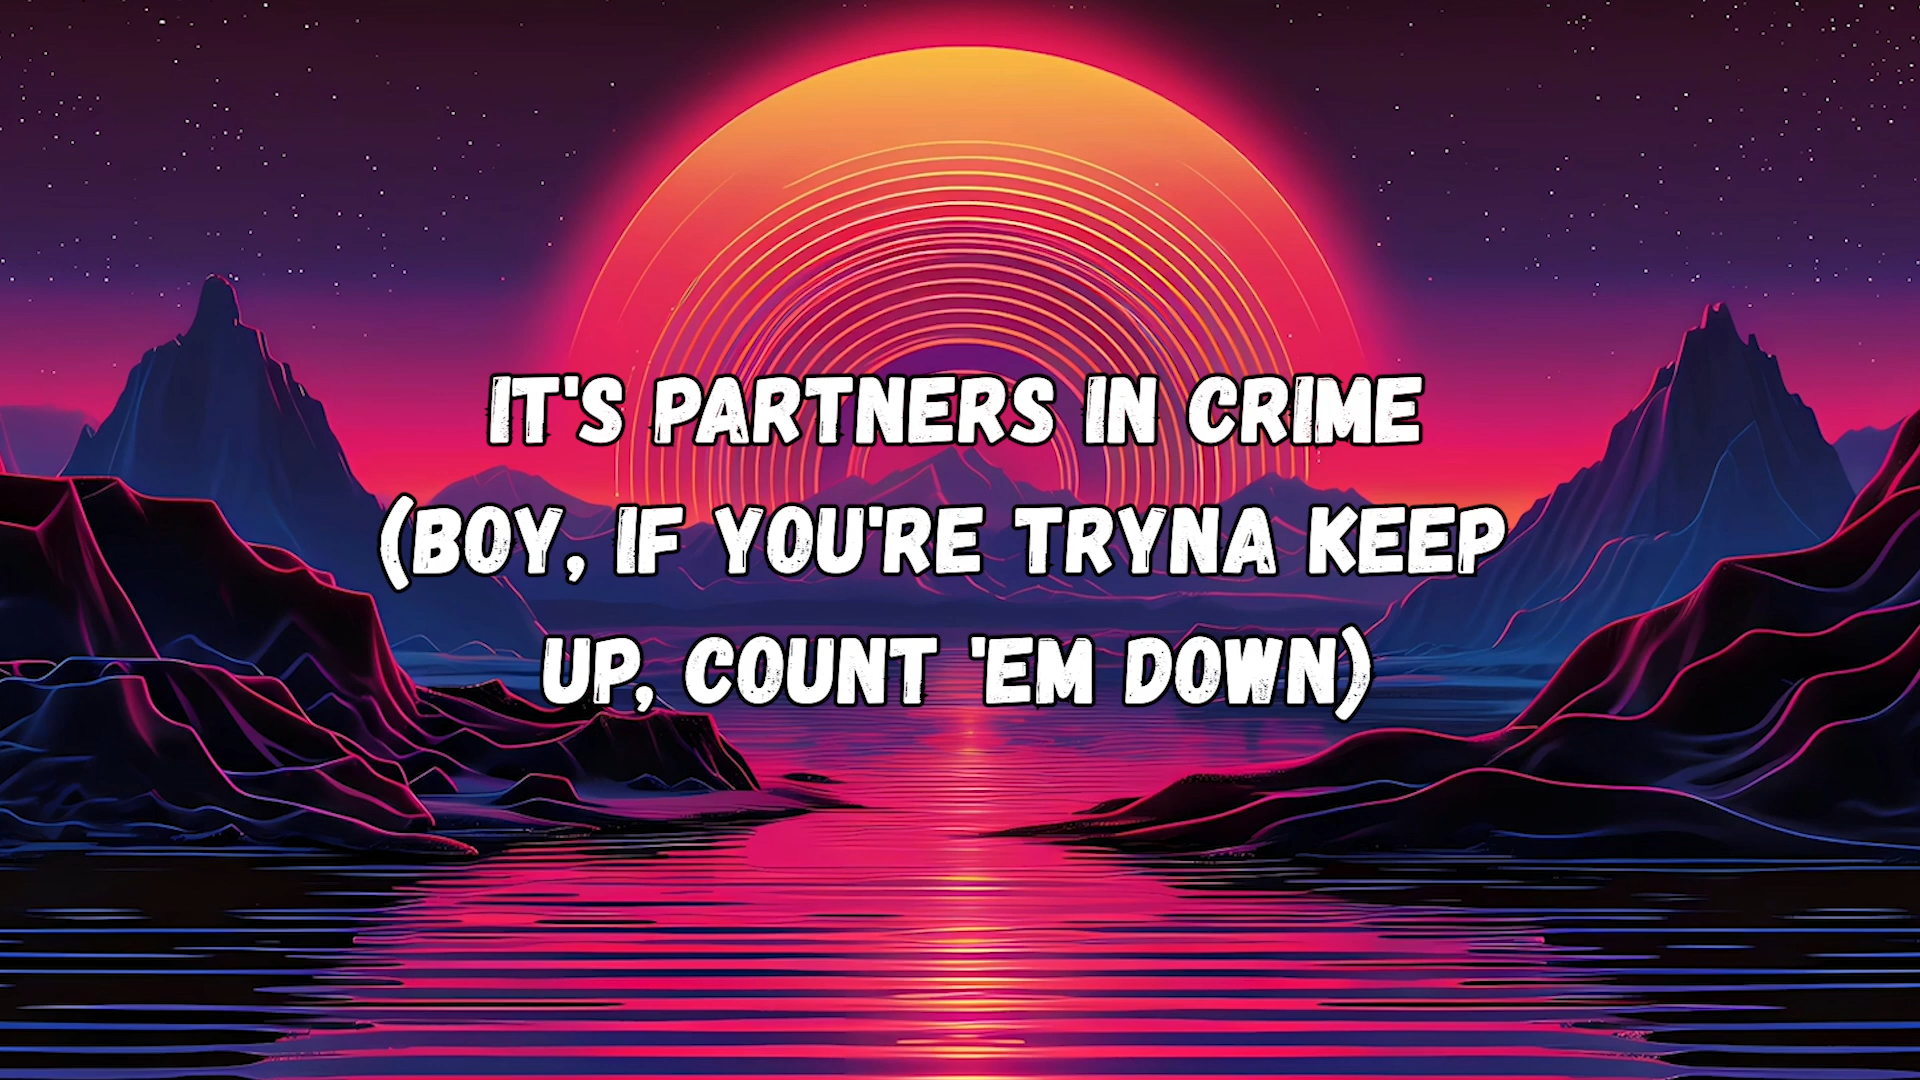 IT'S PARTNERS IN CRIME
(BOY, IF YOU'RE TRYNA KEEP
UP, COUNT 'EM DOWN)